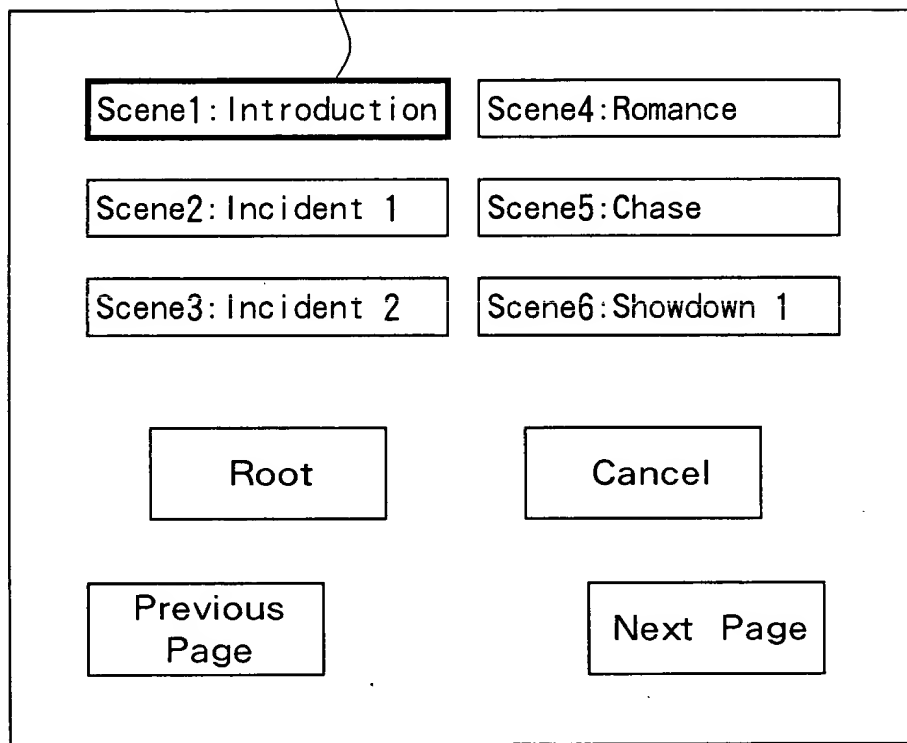 Scene1:Introduction
Scene4:Romance
Scene2:Incident 1
Scene5:Chase
Scene3:Incident 2
Scene6:Showdown 1
Root
Cancel
Previous
Page
Next Page